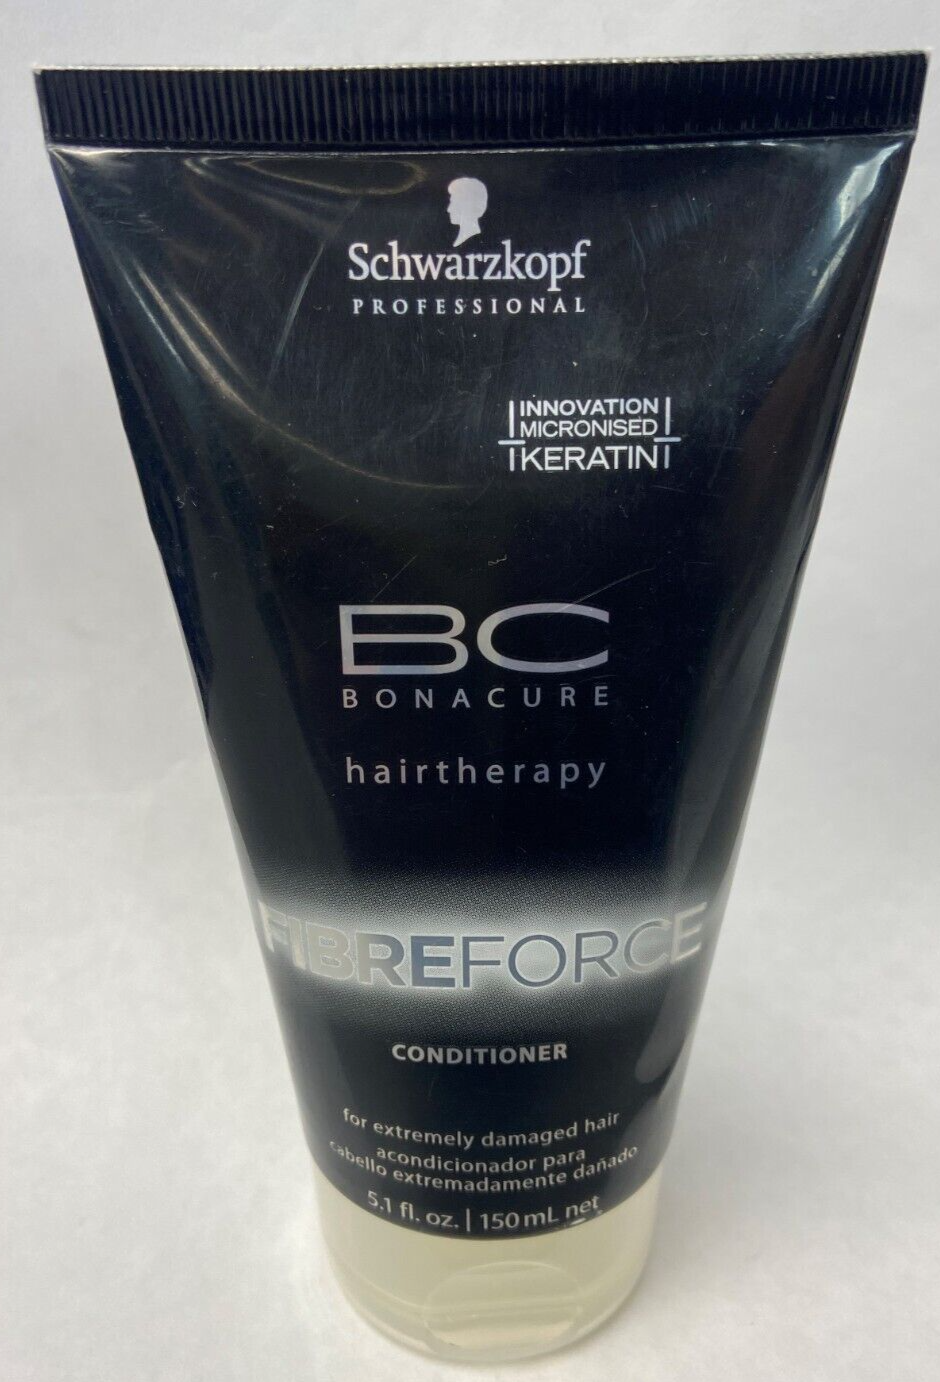 Schwarzkopf
PROFESSIONAL
INNOVATION
MICRONISED
KERATIN
BC
BONACURE
hairtherapy
FIBREFORCE
CONDITIONER
for extremely damaged hair
acondicionador para
cabello extremadamente dañado
5.1 fl. oz. | 150 mL net